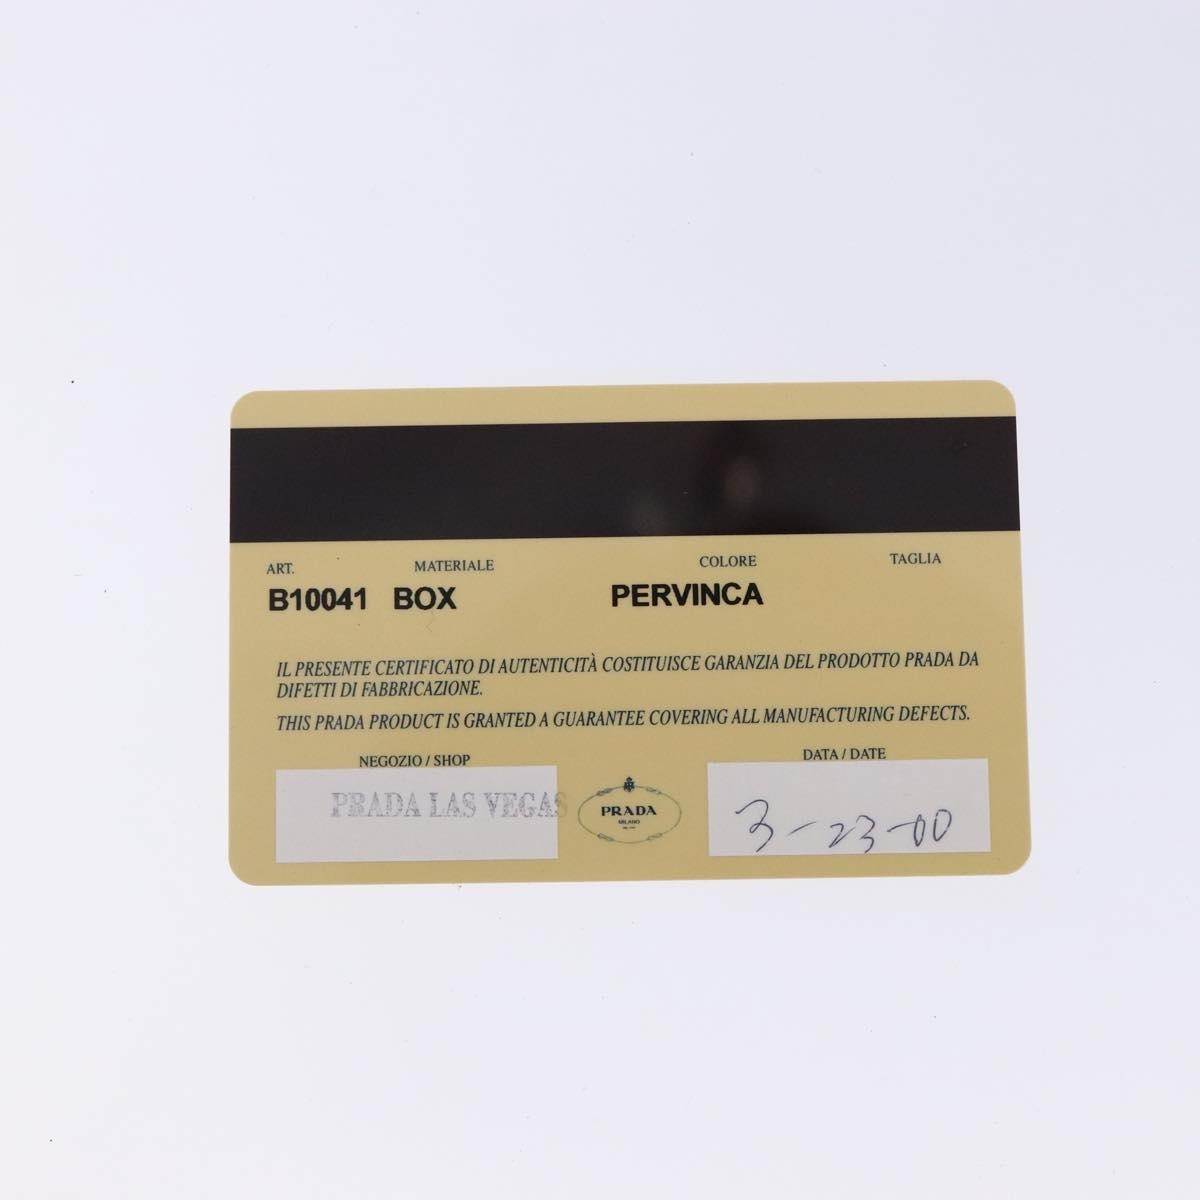 ART. MATERIALE COLORE TAGLIA
B10041 BOX PERVINCA
IL PRESENTE CERTIFICATO DI AUTENTICITÀ COSTITUISCE GARANZIA DEL PRODOTTO PRADA DA
DIFETTI DI FABBRICAZIONE.
THIS PRADA PRODUCT IS GRANTED A GUARANTEE COVERING ALL MANUFACTURING DEFECTS.
NEGOZIO / SHOP DATA / DATE
PRADA LAS VEGAS
PRADA
MILANO
3-23-00